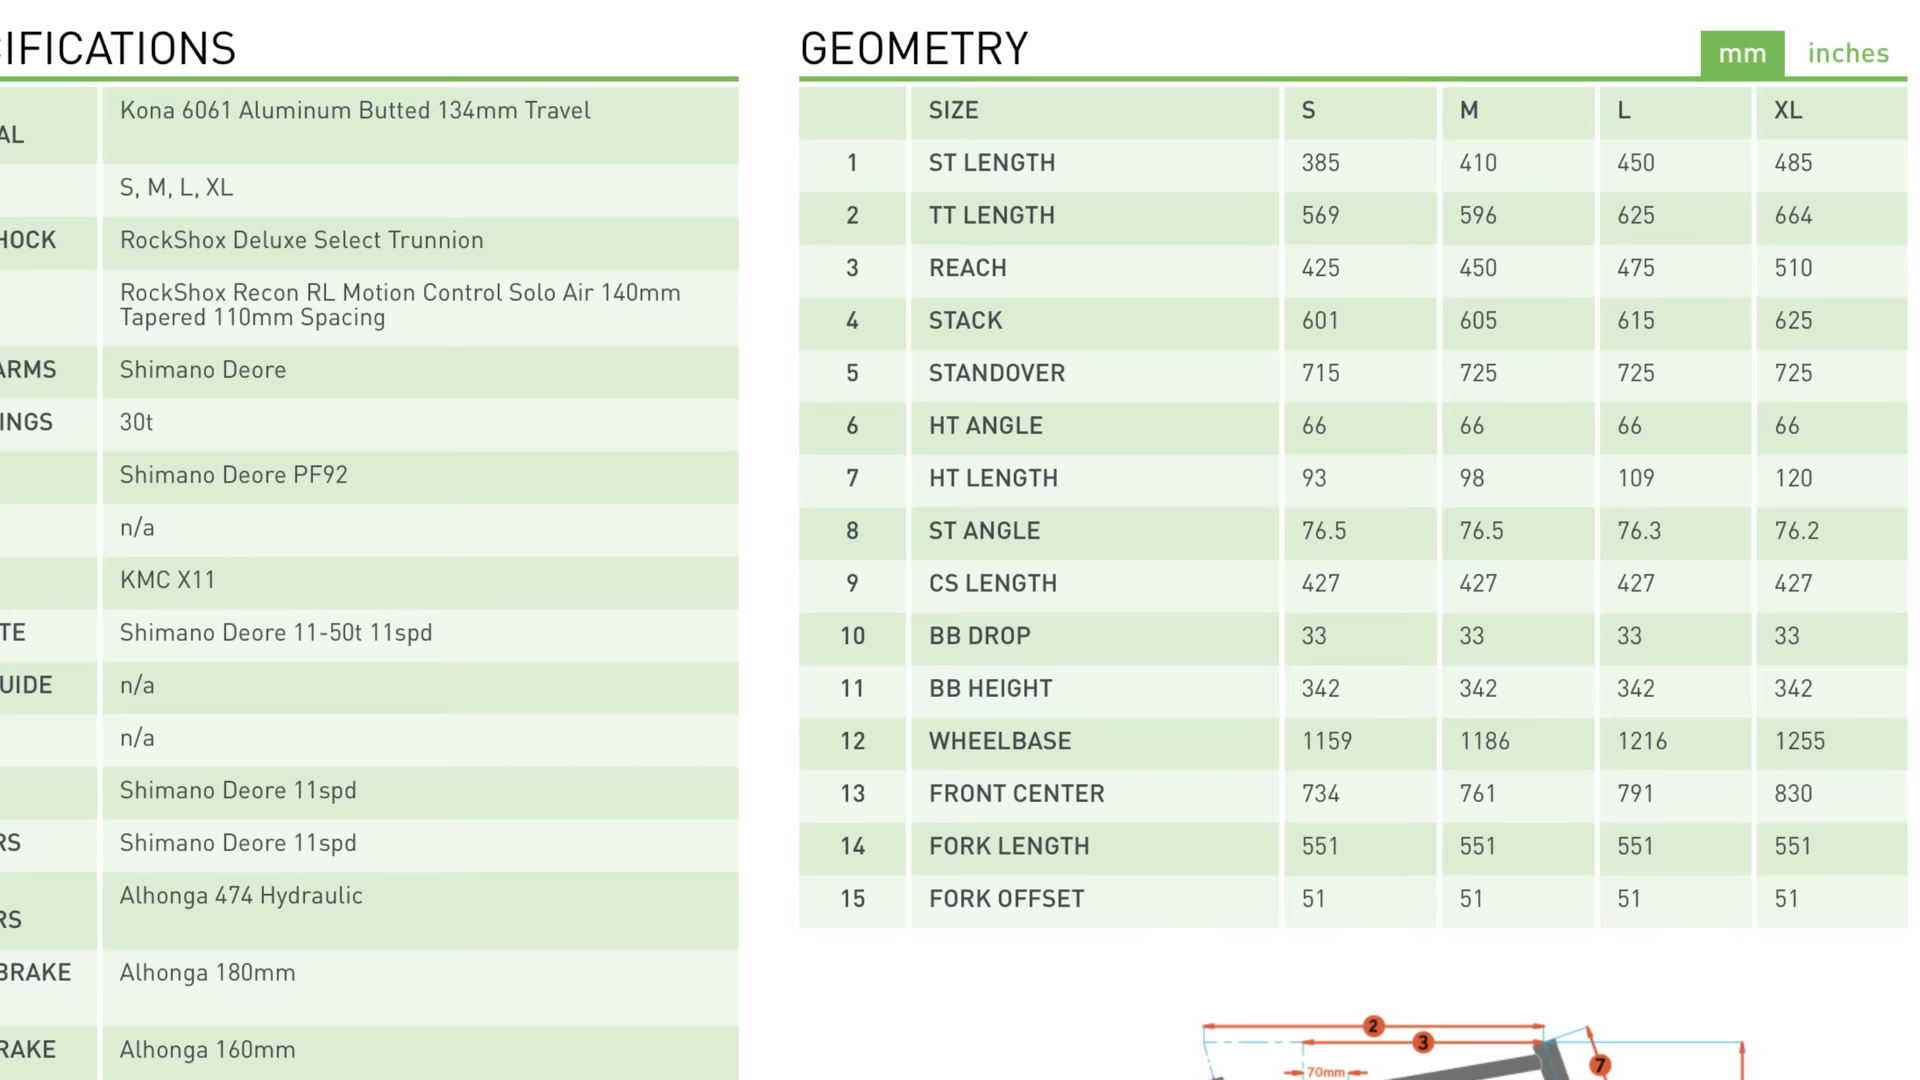 IFICATIONS
AL Kona 6061 Aluminum Butted 134mm Travel
S, M, L, XL
HOCK RockShox Deluxe Select Trunnion
RockShox Recon RL Motion Control Solo Air 140mm
Tapered 110mm Spacing
ARMS Shimano Deore
INGS 30t
Shimano Deore PF92
n/a
KMC X11
TE Shimano Deore 11-50t 11spd
UIDE n/a
n/a
Shimano Deore 11spd
RS Shimano Deore 11spd
RS Alhonga 474 Hydraulic
BRAKE Alhonga 180mm
RAKE Alhonga 160mm
GEOMETRY mm inches
SIZE S M L XL
1 ST LENGTH 385 410 450 485
2 TT LENGTH 569 596 625 664
3 REACH 425 450 475 510
4 STACK 601 605 615 625
5 STANDOVER 715 725 725 725
6 HT ANGLE 66 66 66 66
7 HT LENGTH 93 98 109 120
8 ST ANGLE 76.5 76.5 76.3 76.2
9 CS LENGTH 427 427 427 427
10 BB DROP 33 33 33 33
11 BB HEIGHT 342 342 342 342
12 WHEELBASE 1159 1186 1216 1255
13 FRONT CENTER 734 761 791 830
14 FORK LENGTH 551 551 551 551
15 FORK OFFSET 51 51 51 51
2
3
7
70mm